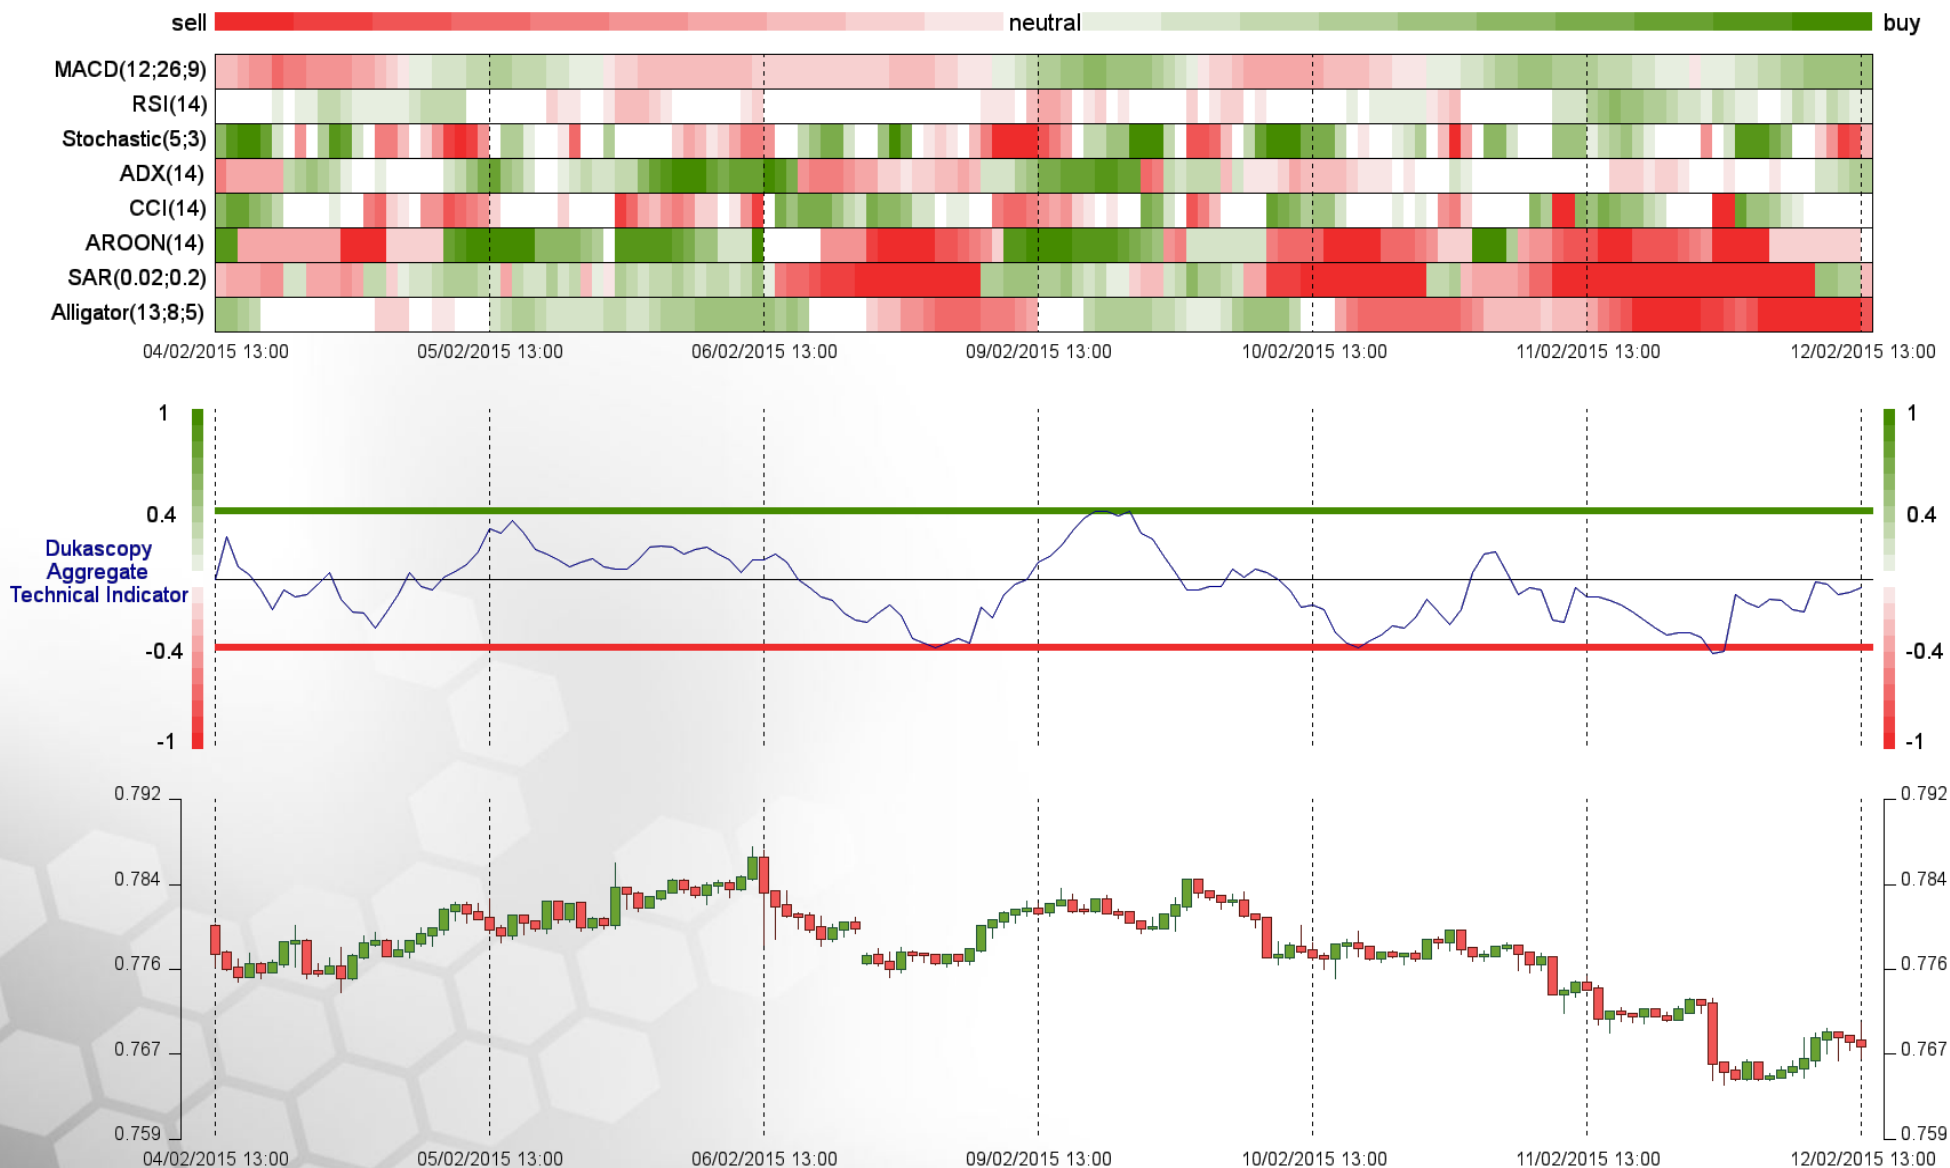 sell neutral buy
MACD(12;26;9)
RSI(14)
Stochastic(5;3)
ADX(14)
CCI(14)
AROON(14)
SAR(0.02;0.2)
Alligator(13;8;5)
04/02/2015 13:00 05/02/2015 13:00 06/02/2015 13:00 09/02/2015 13:00 10/02/2015 13:00 11/02/2015 13:00 12/02/2015 13:00
1 1
0.4 0.4
Dukascopy
Aggregate
Technical Indicator
-0.4 -0.4
-1 -1
0.792 0.792
0.784 0.784
0.776 0.776
0.767 0.767
0.759 0.759
04/02/2015 13:00 05/02/2015 13:00 06/02/2015 13:00 09/02/2015 13:00 10/02/2015 13:00 11/02/2015 13:00 12/02/2015 13:00